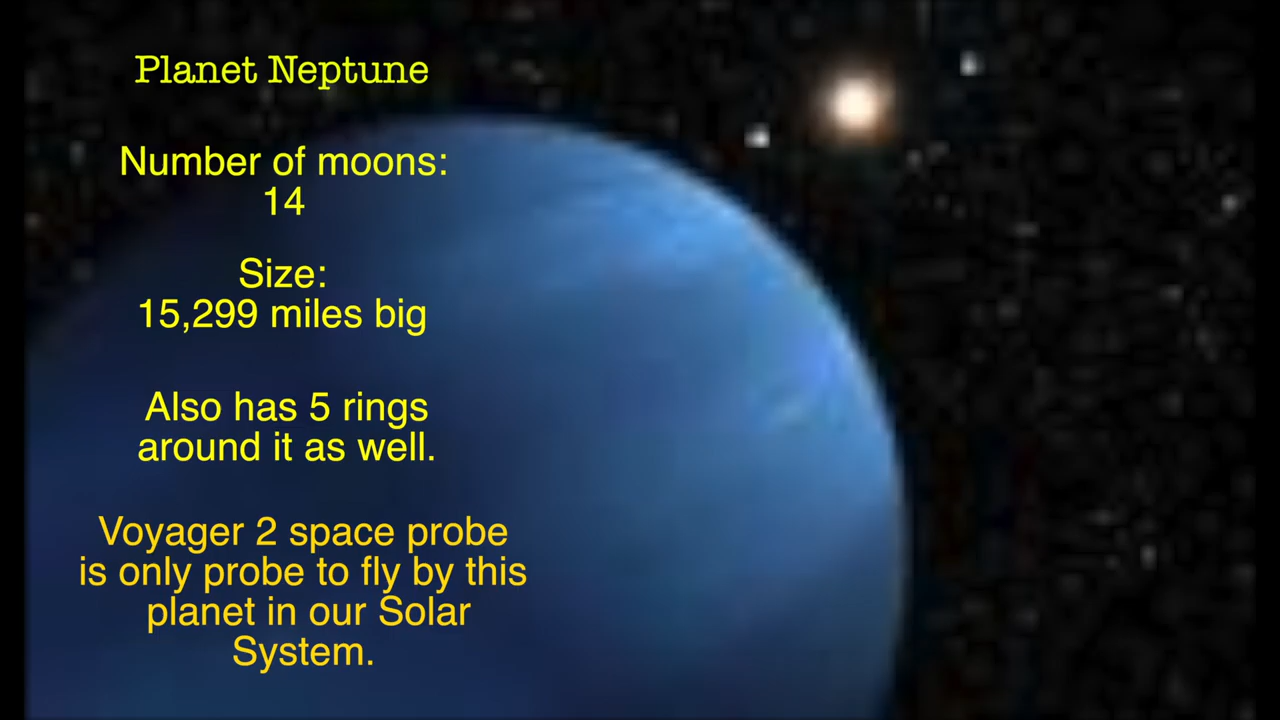 Planet Neptune
Number of moons:
14
Size:
15,299 miles big
Also has 5 rings
around it as well.
Voyager 2 space probe
is only probe to fly by this
planet in our Solar
System.